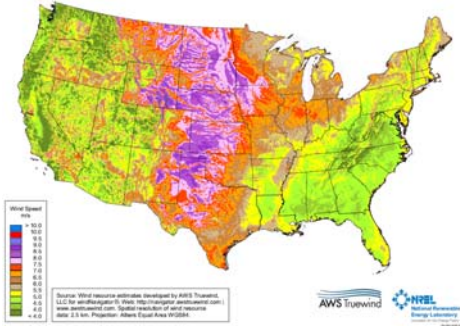 Wind Speed
m/s
> 10.0
10.0
9.5
9.0
8.5
8.0
7.5
7.0
6.5
6.0
5.5
5.0
4.5
4.0
< 4.0
Source: Wind resource estimates developed by AWS Truewind,
LLC for windNavigator®. Web: http://navigator.awstruewind.com |
www.awstruewind.com. Spatial resolution of wind resource
data: 2.5 km. Projection: Albers Equal Area WGS84.
AWS Truewind
NREL
National Renewable
Energy Laboratory